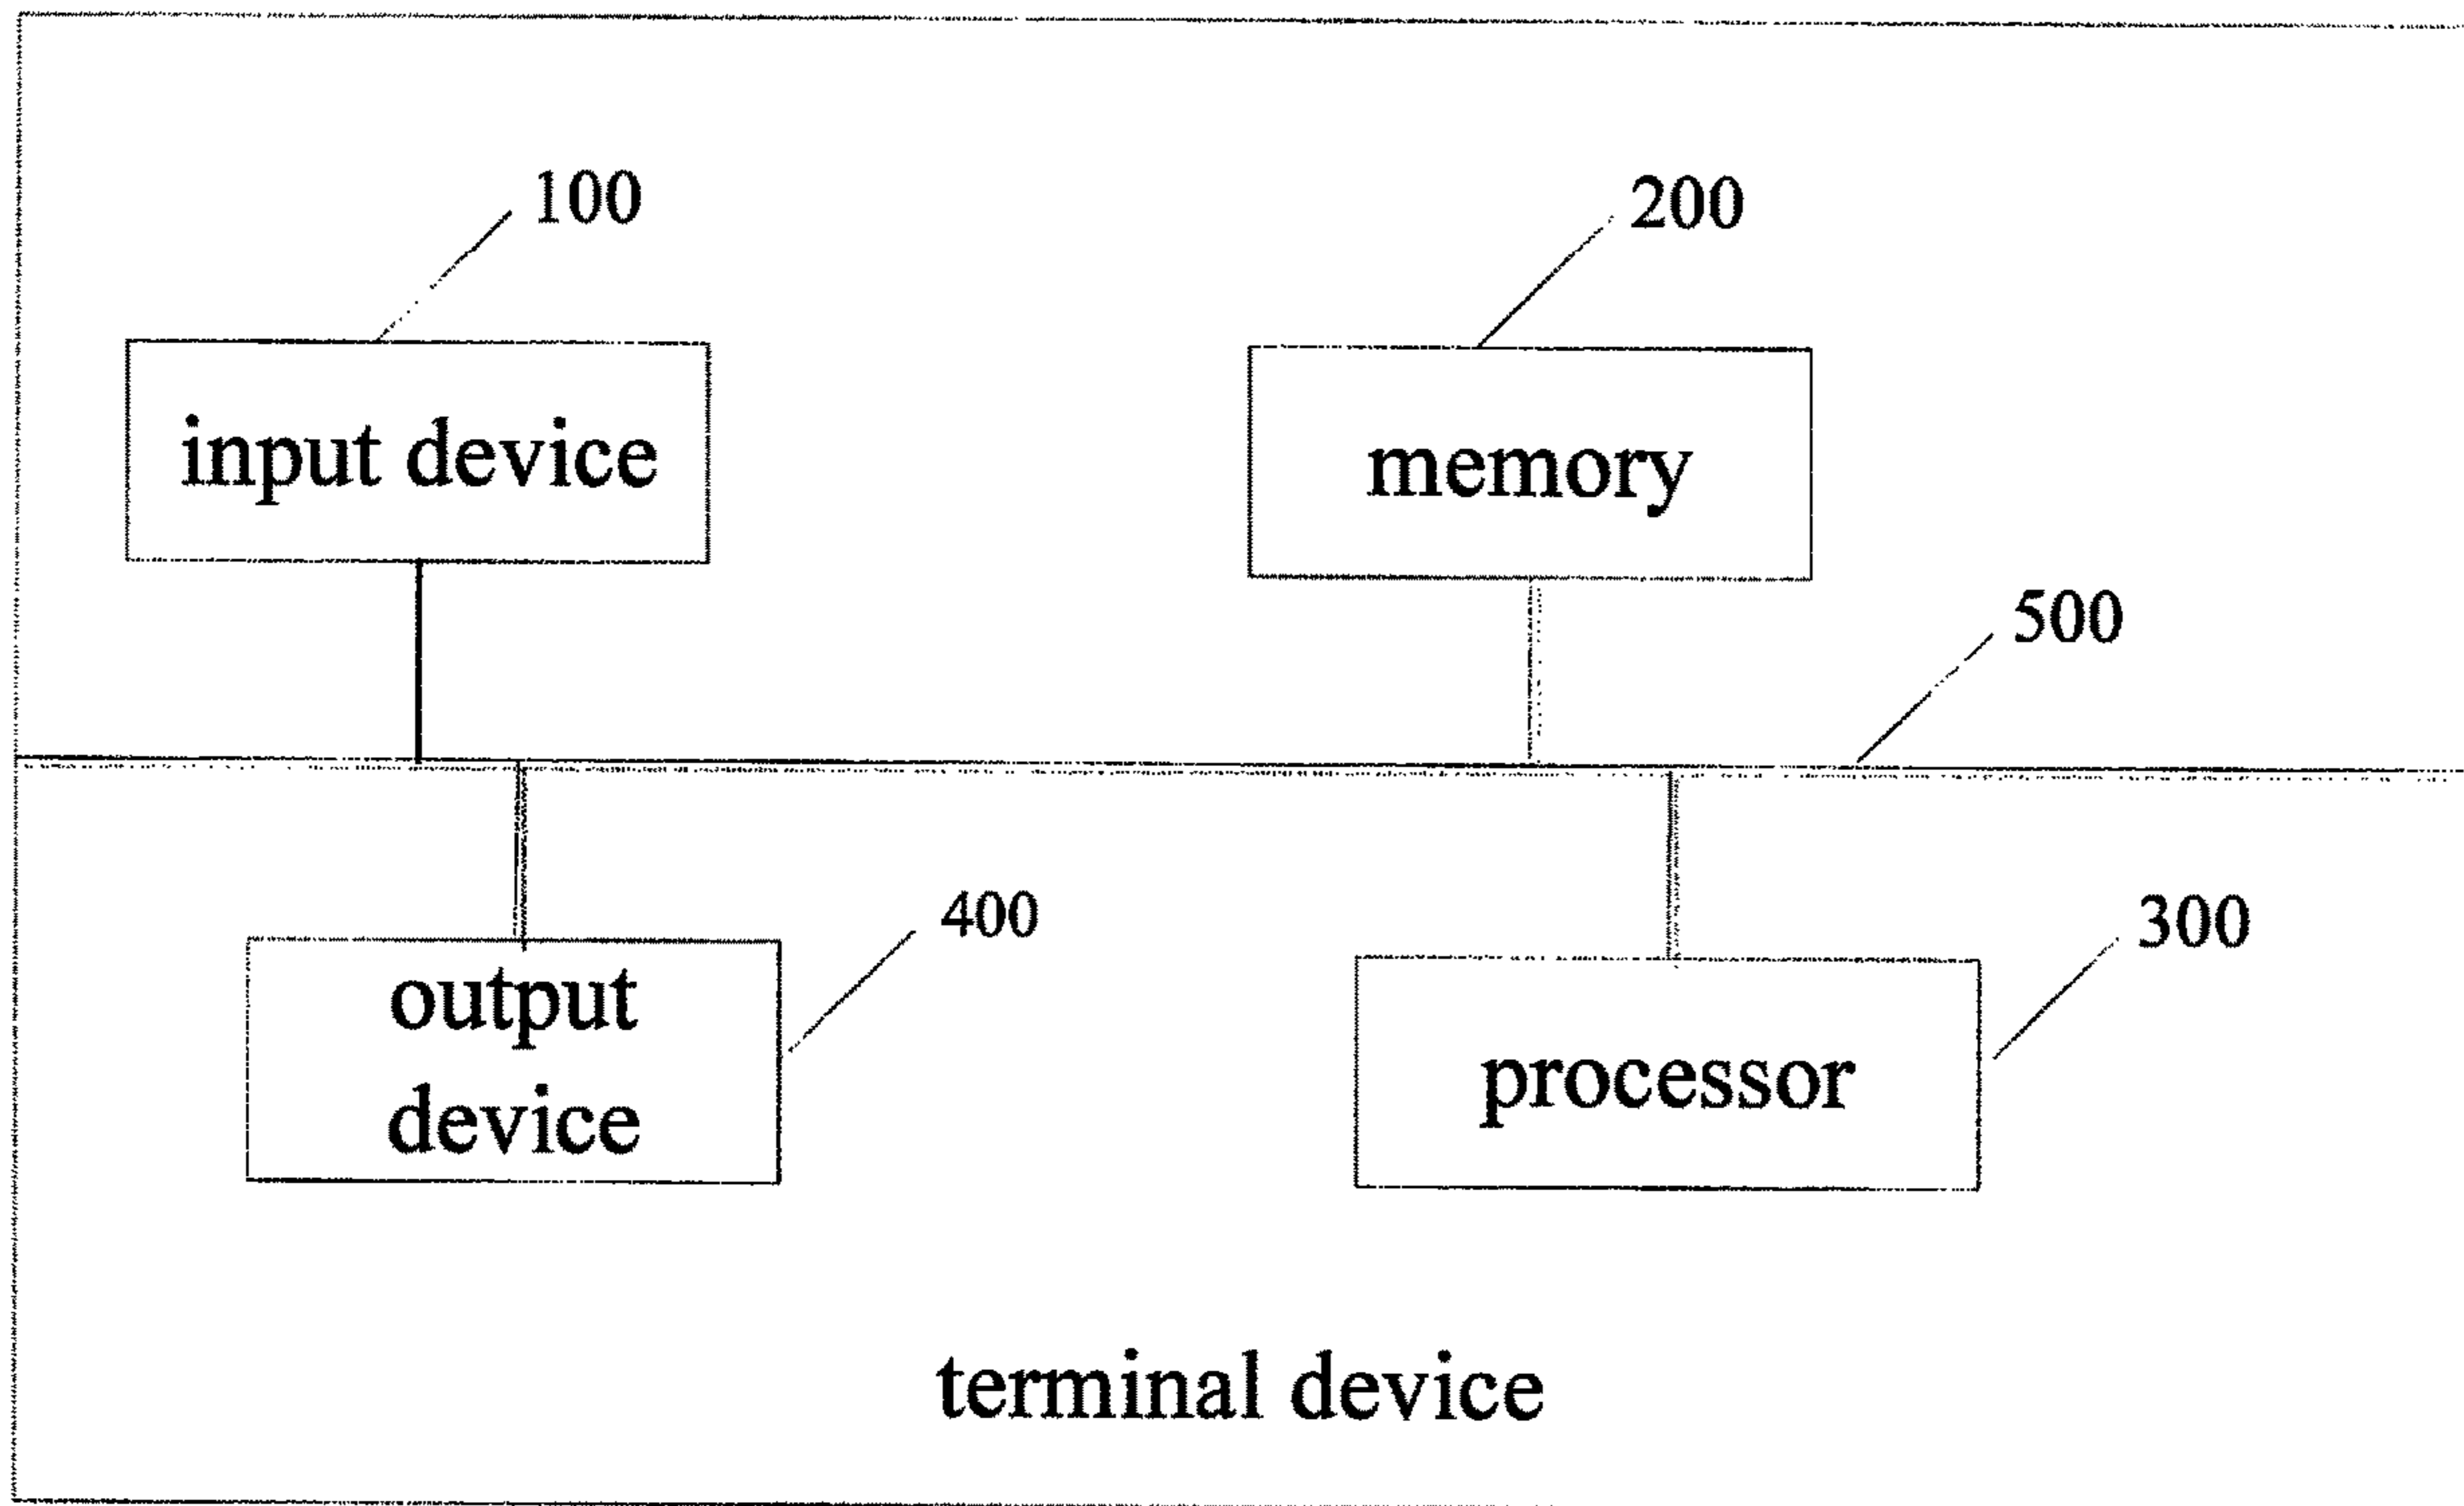 100
200
input device
memory
500
400
300
output
device
processor
terminal device